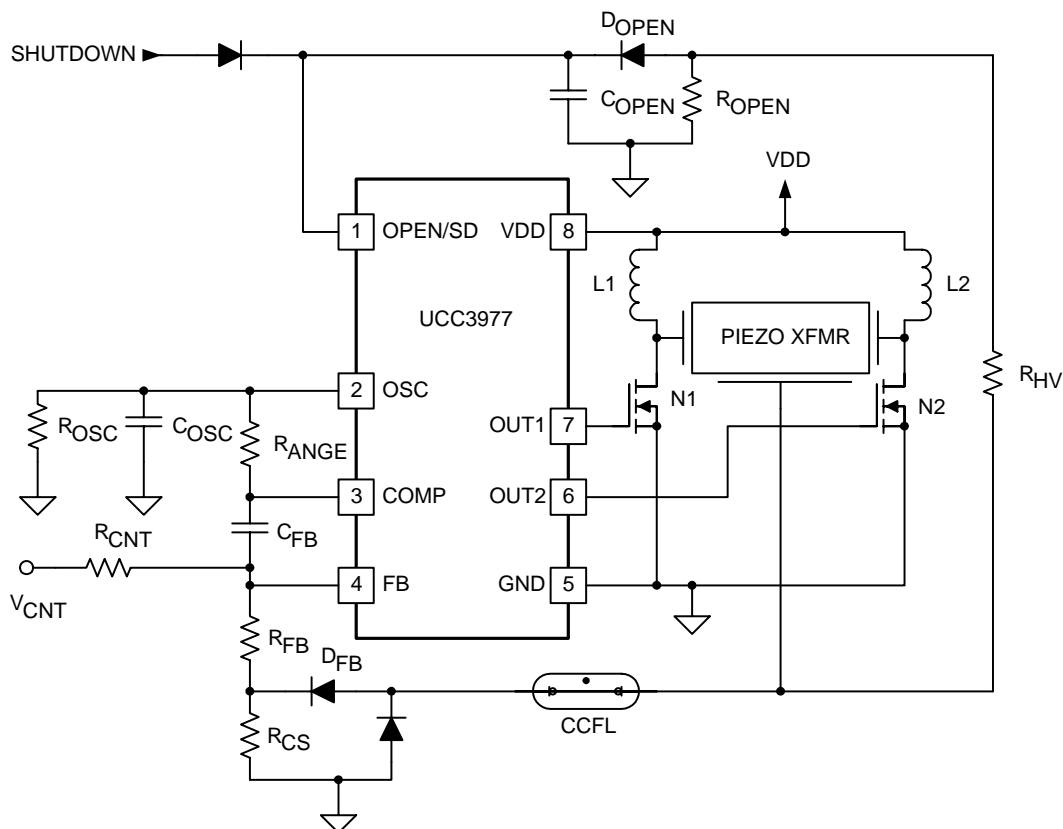 DOPEN
SHUTDOWN
COPEN
ROPEN
VDD
1 OPEN/SD VDD 8
L1
L2
UCC3977
PIEZO XFMR
2 OSC
RHV
N1
N2
ROSC
COSC
RANGE
OUT1 7
3 COMP
OUT2 6
RCNT
CFB
4 FB GND 5
VCNT
RFB
DFB
RCS
CCFL